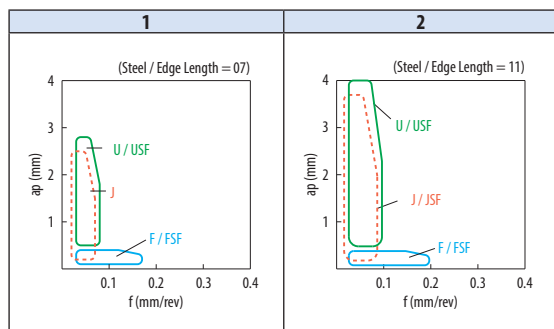 1
2
(Steel / Edge Length = 07)
4
3
2
1
ap (mm)
U / USF
J
F / FSF
0.1
0.2
0.3
0.4
f (mm/rev)
(Steel / Edge Length = 11)
4
3
2
1
ap (mm)
U / USF
J / JSF
F / FSF
0.1
0.2
0.3
0.4
f (mm/rev)